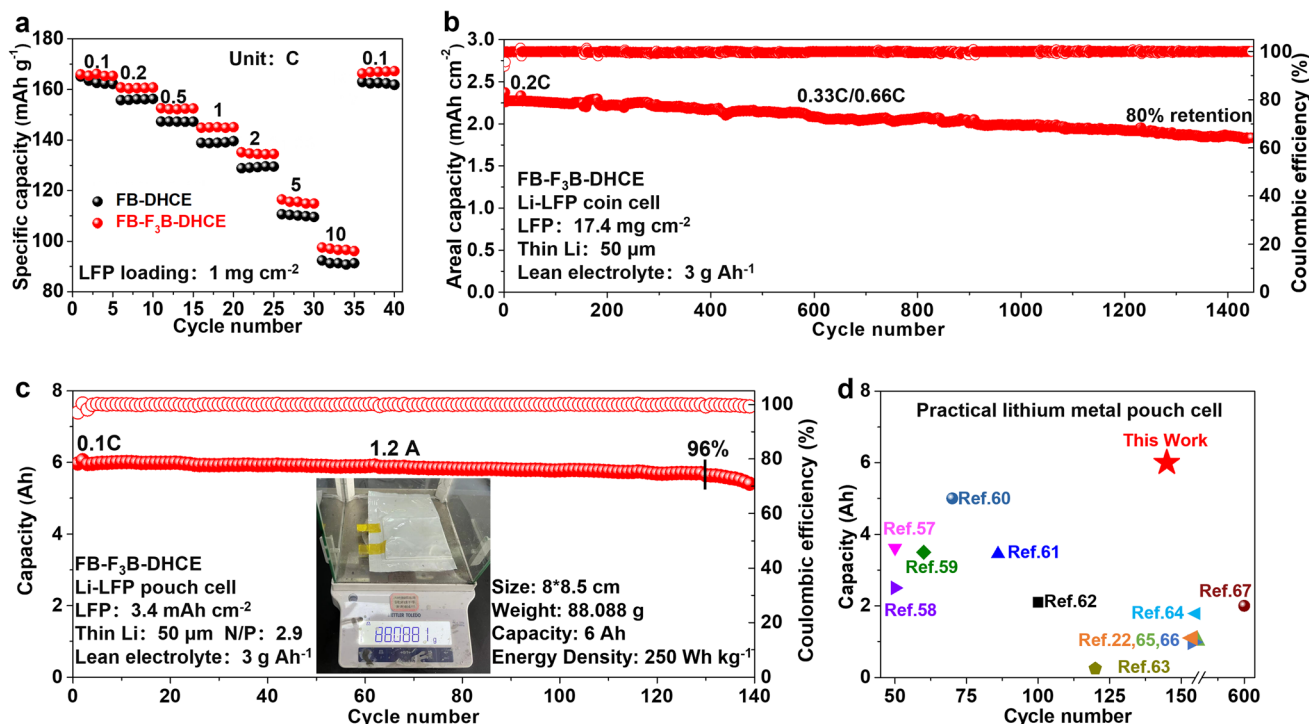 a
Specific capacity (mAh g⁻¹)
180
160
140
120
100
80
0.1
0.2
0.5
1
2
5
10
0.1
Unit: C
FB-DHCE
FB-F₃B-DHCE
LFP loading: 1 mg cm⁻²
0 5 10 15 20 25 30 35 40
Cycle number
b
Areal capacity (mAh cm⁻²)
3.0
2.5
2.0
1.5
1.0
0.5
0.0
0.2C
0.33C/0.66C
80% retention
FB-F₃B-DHCE
Li-LFP coin cell
LFP: 17.4 mg cm⁻²
Thin Li: 50 μm
Lean electrolyte: 3 g Ah⁻¹
100
80
60
40
20
0
Coulombic efficiency (%)
0 200 400 600 800 1000 1200 1400
Cycle number
c
Capacity (Ah)
8
6
4
2
0
0.1C
1.2 A
96%
FB-F₃B-DHCE
Li-LFP pouch cell
LFP: 3.4 mAh cm⁻²
Thin Li: 50 μm N/P: 2.9
Lean electrolyte: 3 g Ah⁻¹
METTLER TOLEDO
88.0881 g
Size: 8*8.5 cm
Weight: 88.088 g
Capacity: 6 Ah
Energy Density: 250 Wh kg⁻¹
100
80
60
40
20
0
Coulombic efficiency (%)
0 20 40 60 80 100 120 140
Cycle number
d
Capacity (Ah)
8
6
4
2
0
Practical lithium metal pouch cell
This Work
Ref.60
Ref.57
Ref.59
Ref.61
Ref.58
Ref.62
Ref.64
Ref.67
Ref.22,65,66
Ref.63
50 75 100 125 150 600
Cycle number